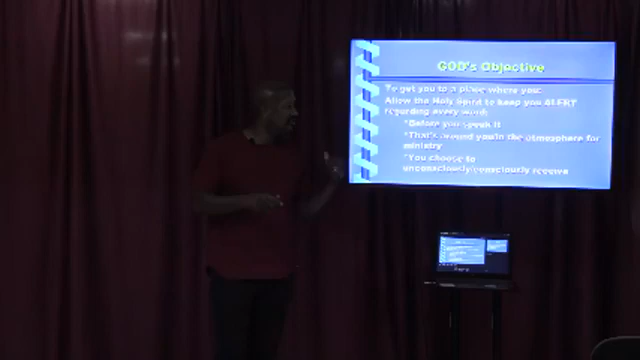 GOD's Objective
To get you to a place where you:
Allow the Holy Spirit to keep you ALERT
regarding every word:
*Before you speak it
*That's around you/in the atmosphere for
ministry
*You choose to
unconsciously/consciously receive